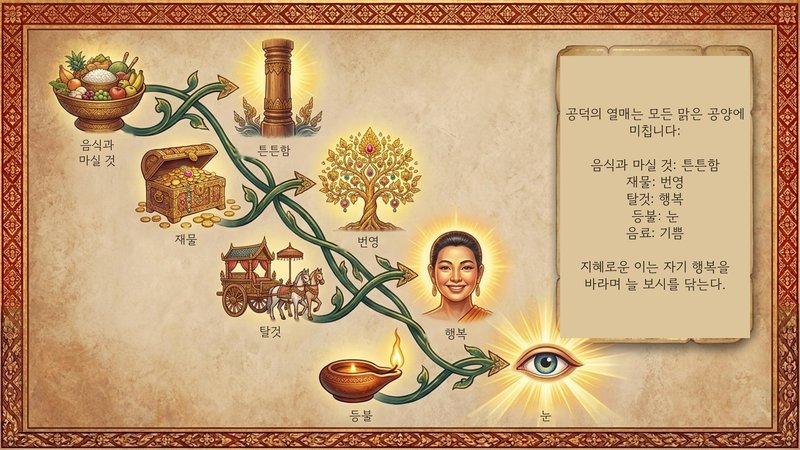 음식과
마실 것
튼튼함
재물
번영
탈것
행복
등불
눈
공덕의 열매는 모든 맑은 공양에
미칩니다:
음식과 마실 것: 튼튼함
재물: 번영
탈것: 행복
등불: 눈
음료: 기쁨
지혜로운 이는 자기 행복을
바라며 늘 보시를 닦는다.